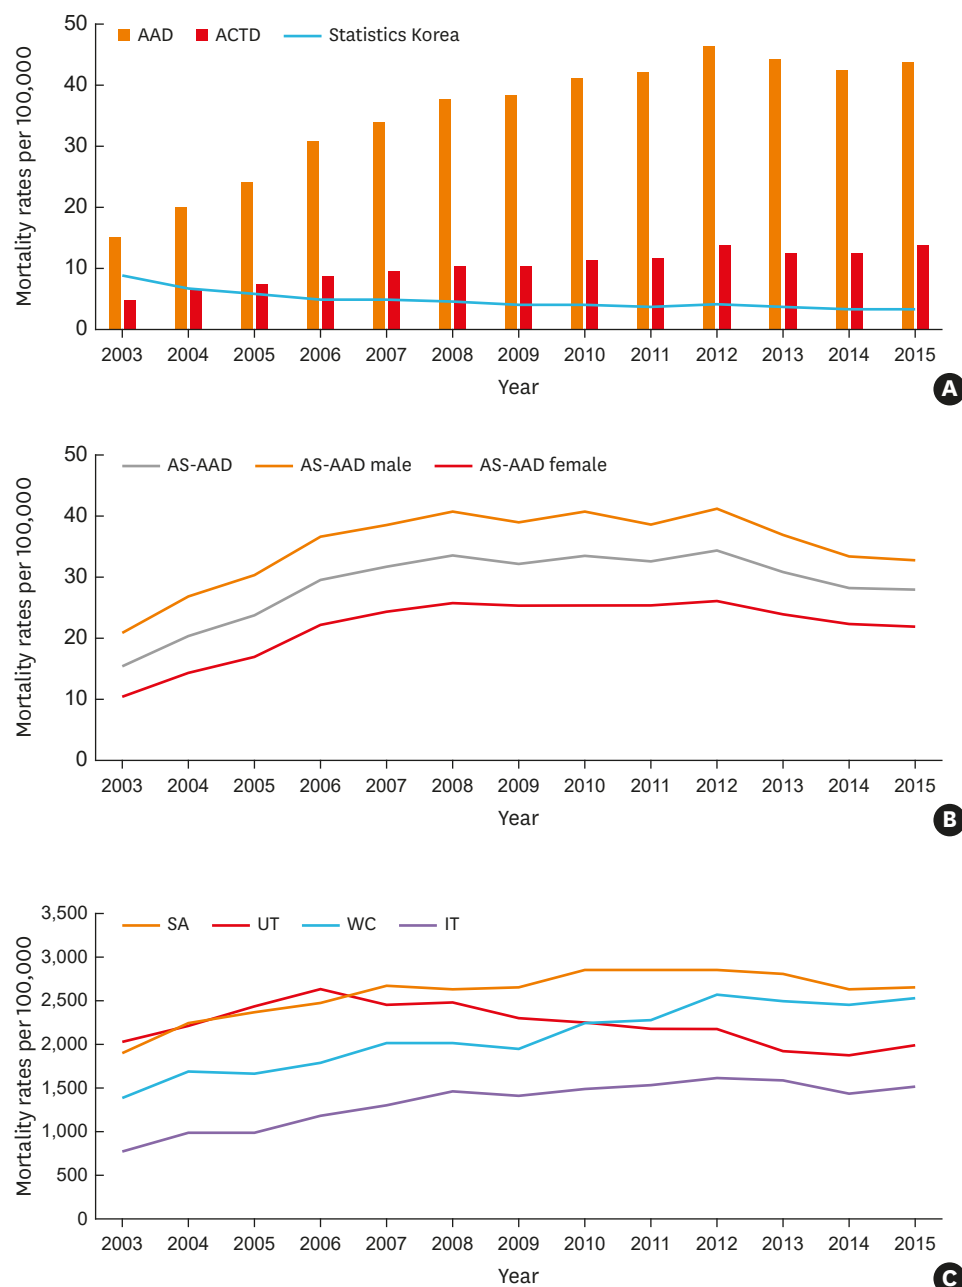 50
AAD ACTD Statistics Korea
40
30
20
10
0
Mortality rates per 100,000
2003 2004 2005 2006 2007 2008 2009 2010 2011 2012 2013 2014 2015
Year
A
50
AS-AAD AS-AAD male AS-AAD female
40
30
20
10
0
Mortality rates per 100,000
2003 2004 2005 2006 2007 2008 2009 2010 2011 2012 2013 2014 2015
Year
B
3,500
SA UT WC IT
3,000
2,500
2,000
1,500
1,000
500
0
Mortality rates per 100,000
2003 2004 2005 2006 2007 2008 2009 2010 2011 2012 2013 2014 2015
Year
C